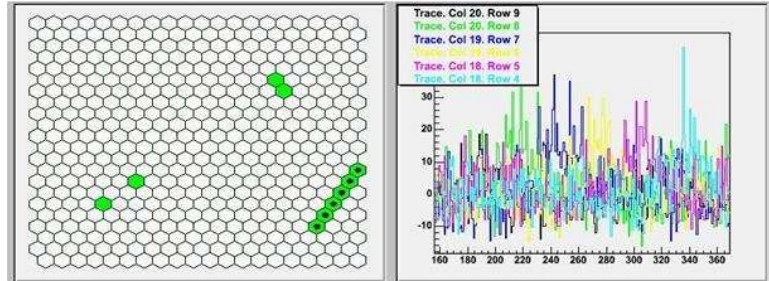 Trace. Col 20. Row 9
Trace. Col 20. Row 8
Trace. Col 19. Row 7
Trace. Col 19. Row 6
Trace. Col 18. Row 5
Trace. Col 18. Row 4
30
20
10
0
-10
160 180 200 220 240 260 280 300 320 340 360